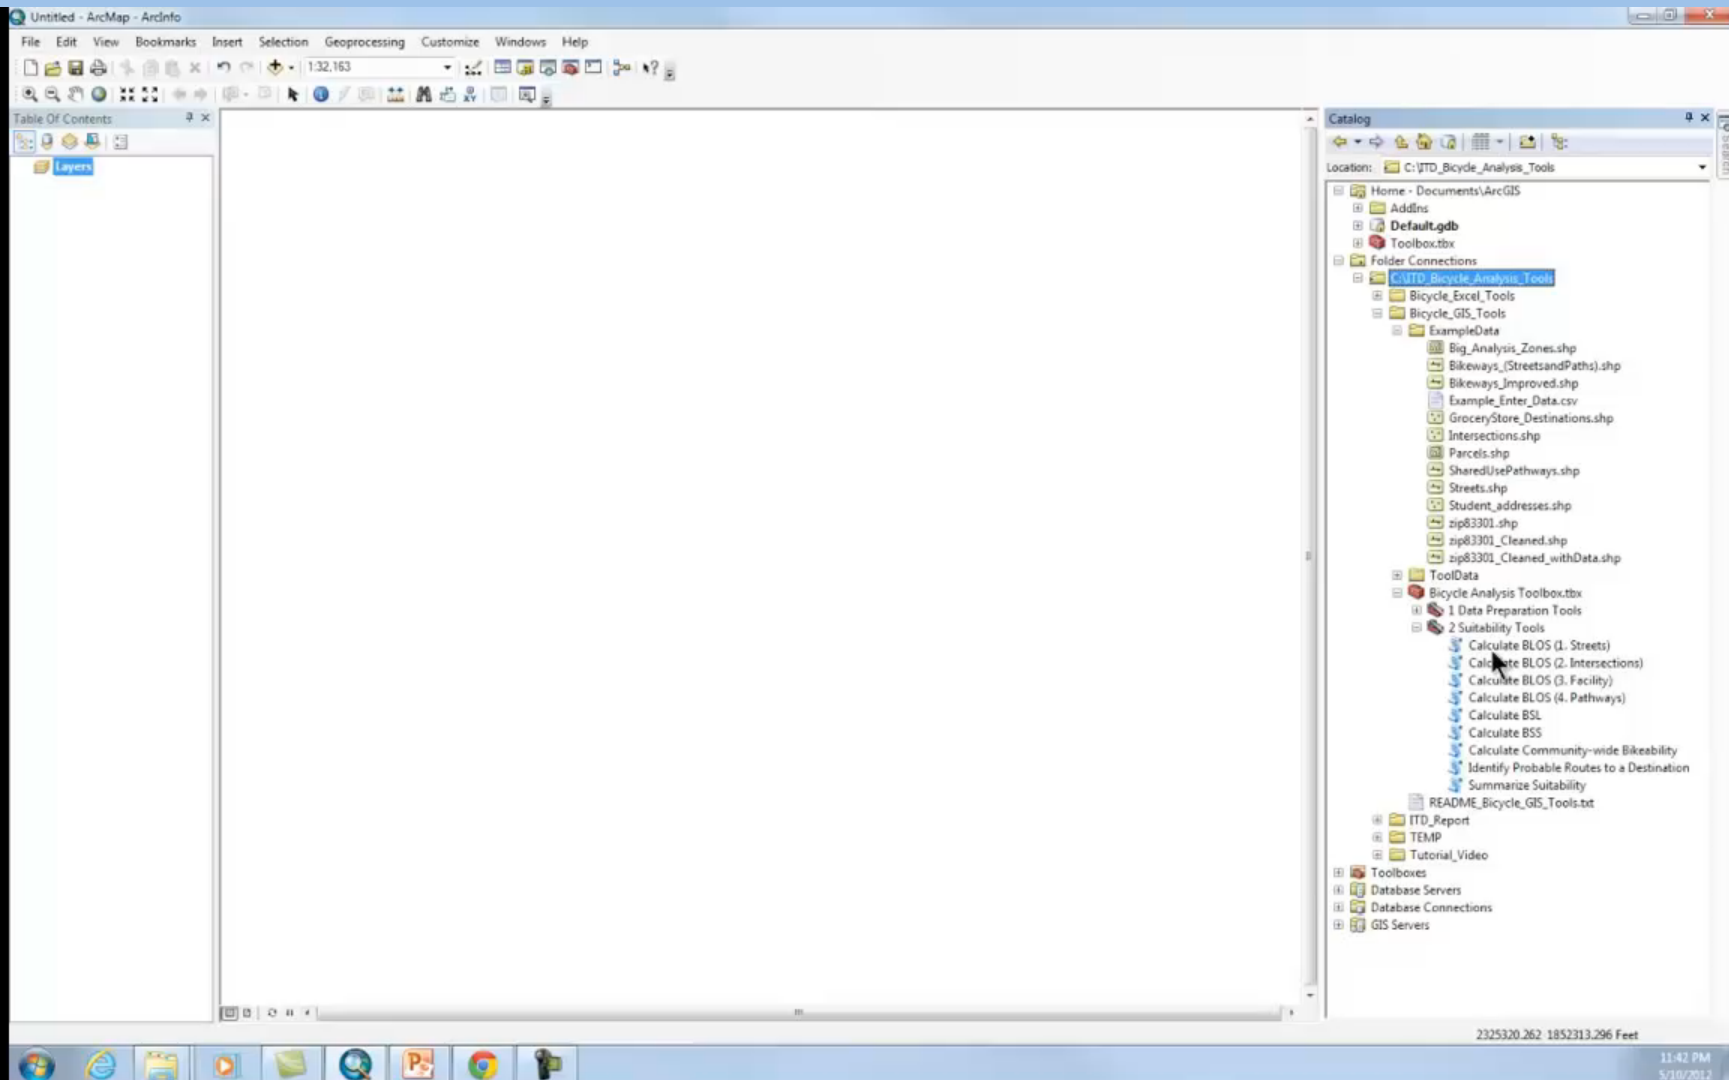 Untitled - ArcMap - ArcInfo
File Edit View Bookmarks Insert Selection Geoprocessing Customize Windows Help
1:32,163
Table Of Contents
Layers
Catalog
Location: C:\ITD_Bicycle_Analysis_Tools
Home - Documents\ArcGIS
AddIns
Default.gdb
Toolbox.tbx
Folder Connections
C:\ITD_Bicycle_Analysis_Tools
Bicycle_Excel_Tools
Bicycle_GIS_Tools
ExampleData
Big_Analysis_Zones.shp
Bikeways_(StreetsandPaths).shp
Bikeways_Improved.shp
Example_Enter_Data.csv
GroceryStore_Destinations.shp
Intersections.shp
Parcels.shp
SharedUsePathways.shp
Streets.shp
Student_addresses.shp
zip83301.shp
zip83301_Cleaned.shp
zip83301_Cleaned_withData.shp
ToolData
Bicycle Analysis Toolbox.tbx
1 Data Preparation Tools
2 Suitability Tools
Calculate BLOS (1. Streets)
Calculate BLOS (2. Intersections)
Calculate BLOS (3. Facility)
Calculate BLOS (4. Pathways)
Calculate BSL
Calculate BSS
Calculate Community-wide Bikeability
Identify Probable Routes to a Destination
Summarize Suitability
README_Bicycle_GIS_Tools.txt
ITD_Report
TEMP
Tutorial_Video
Toolboxes
Database Servers
Database Connections
GIS Servers
2325320.262 1852313.296 Feet
11:42 PM
5/10/2012